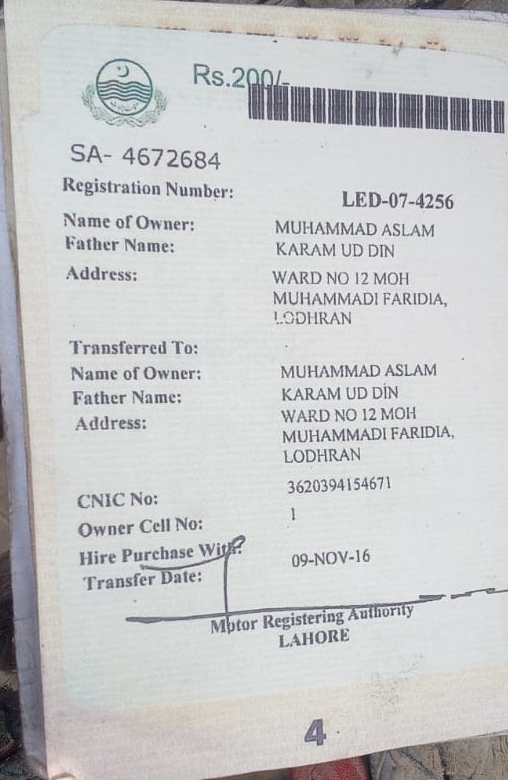 Rs.200/-
SA- 4672684
Registration Number: LED-07-4256
Name of Owner: MUHAMMAD ASLAM
Father Name: KARAM UD DIN
Address: WARD NO 12 MOH
MUHAMMADI FARIDIA,
LODHRAN
Transferred To:
Name of Owner: MUHAMMAD ASLAM
Father Name: KARAM UD DIN
Address: WARD NO 12 MOH
MUHAMMADI FARIDIA,
LODHRAN
CNIC No: 3620394154671
Owner Cell No: 1
Hire Purchase With:
Transfer Date: 09-NOV-16
Motor Registering Authority
LAHORE
4